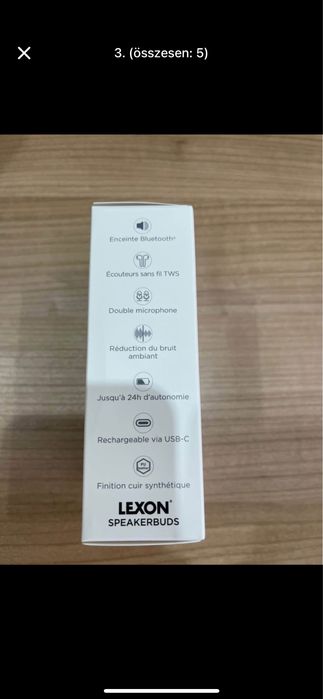 3. (összesen: 5)
Enceinte Bluetooth®
Écouteurs sans fil TWS
Double microphone
Réduction du bruit
ambiant
Jusqu'à 24h d'autonomie
Rechargeable via USB-C
Finition cuir synthétique
LEXON®
SPEAKERBUDS